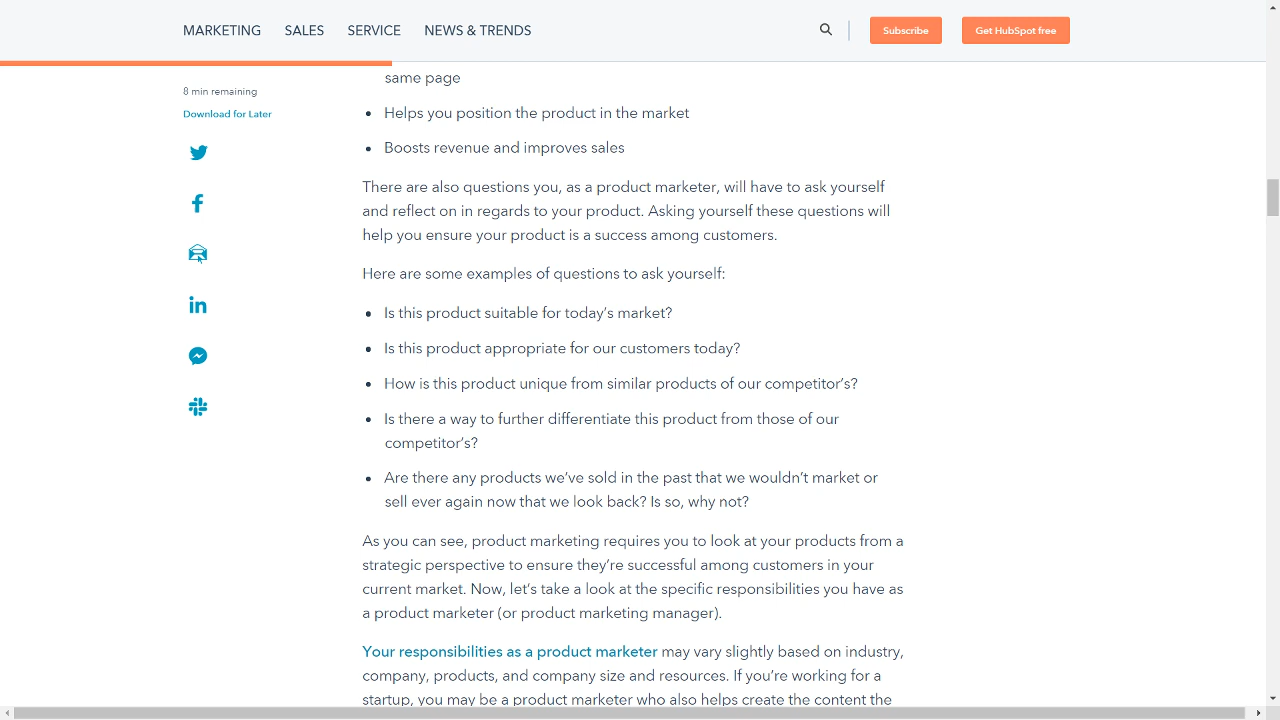 MARKETING SALES SERVICE NEWS & TRENDS Subscribe Get HubSpot free
8 min remaining
Download for Later
same page
Helps you position the product in the market
Boosts revenue and improves sales
There are also questions you, as a product marketer, will have to ask yourself
and reflect on in regards to your product. Asking yourself these questions will
help you ensure your product is a success among customers.
Here are some examples of questions to ask yourself:
Is this product suitable for today's market?
Is this product appropriate for our customers today?
How is this product unique from similar products of our competitor's?
Is there a way to further differentiate this product from those of our
competitor's?
Are there any products we've sold in the past that we wouldn't market or
sell ever again now that we look back? Is so, why not?
As you can see, product marketing requires you to look at your products from a
strategic perspective to ensure they're successful among customers in your
current market. Now, let's take a look at the specific responsibilities you have as
a product marketer (or product marketing manager).
Your responsibilities as a product marketer may vary slightly based on industry,
company, products, and company size and resources. If you're working for a
startup, you may be a product marketer who also helps create the content the